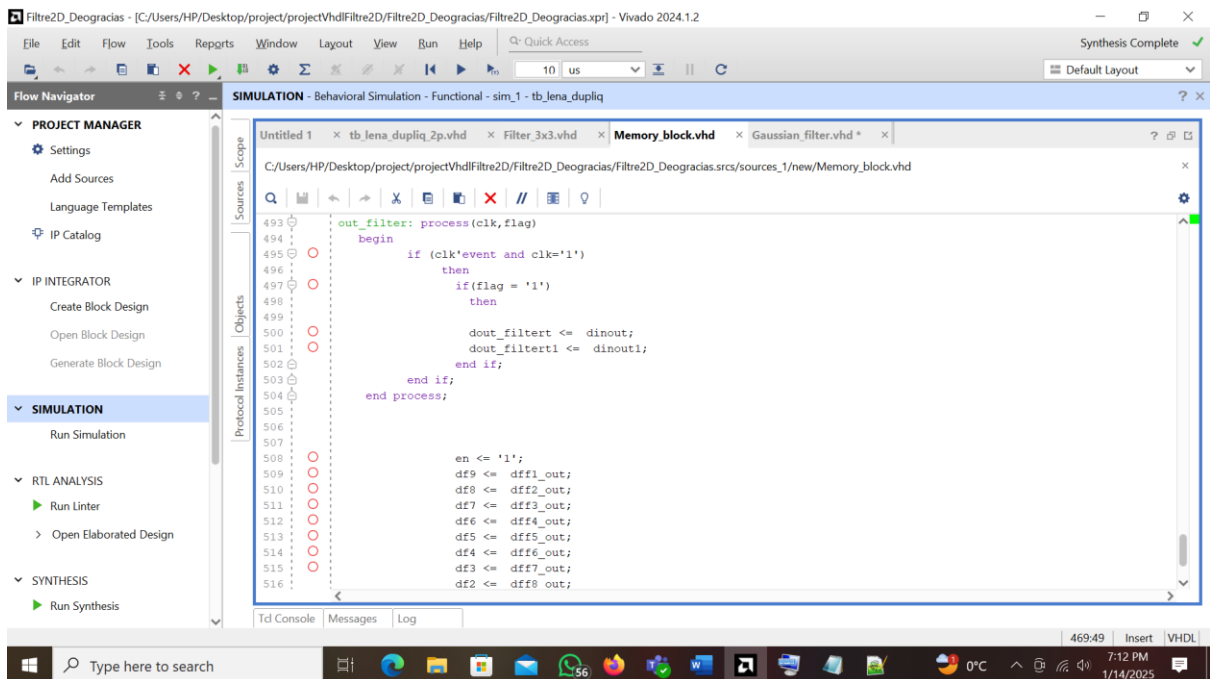 Filtre2D_Deogracias - [C:/Users/HP/Desktop/project/projectVhdlFiltre2D/Filtre2D_Deogracias/Filtre2D_Deogracias.xpr] - Vivado 2024.1.2
File Edit Flow Tools Reports Window Layout View Run Help Quick Access Synthesis Complete
10 us Default Layout
Flow Navigator
SIMULATION - Behavioral Simulation - Functional - sim_1 - tb_lena_dupliq
PROJECT MANAGER
Settings
Add Sources
Language Templates
IP Catalog
IP INTEGRATOR
Create Block Design
Open Block Design
Generate Block Design
SIMULATION
Run Simulation
RTL ANALYSIS
Run Linter
Open Elaborated Design
SYNTHESIS
Run Synthesis
Scope
Sources
Objects
Protocol Instances
Untitled 1 tb_lena_dupliq_2p.vhd Filter_3x3.vhd Memory_block.vhd Gaussian_filter.vhd *
C:/Users/HP/Desktop/project/projectVhdlFiltre2D/Filtre2D_Deogracias/Filtre2D_Deogracias.srcs/sources_1/new/Memory_block.vhd
493 out_filter: process(clk,flag)
494 begin
495 if (clk'event and clk='1')
496 then
497 if(flag = '1')
498 then
499
500 dout_filtert <= dinout;
501 dout_filtert1 <= dinout1;
502 end if;
503 end if;
504 end process;
505
506
507
508 en <= '1';
509 df9 <= dff1_out;
510 df8 <= dff2_out;
511 df7 <= dff3_out;
512 df6 <= dff4_out;
513 df5 <= dff5_out;
514 df4 <= dff6_out;
515 df3 <= dff7_out;
516 df2 <= dff8_out;
Tcl Console Messages Log
469:49 Insert VHDL
Type here to search 56 0°C 7:12 PM
1/14/2025